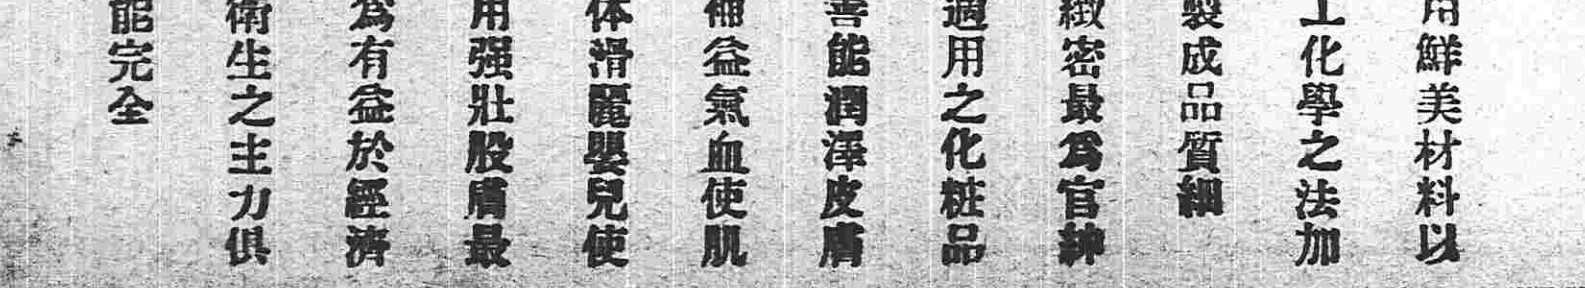 用鮮美材料以
工化學之法加
製成品質細
緻密最爲官紳
適用之化粧品
善能潤澤皮膚
補益氣血使肌
体滑麗嬰兒使
用强壯股膚最
爲有益於經濟
衛生之主力俱
能完全